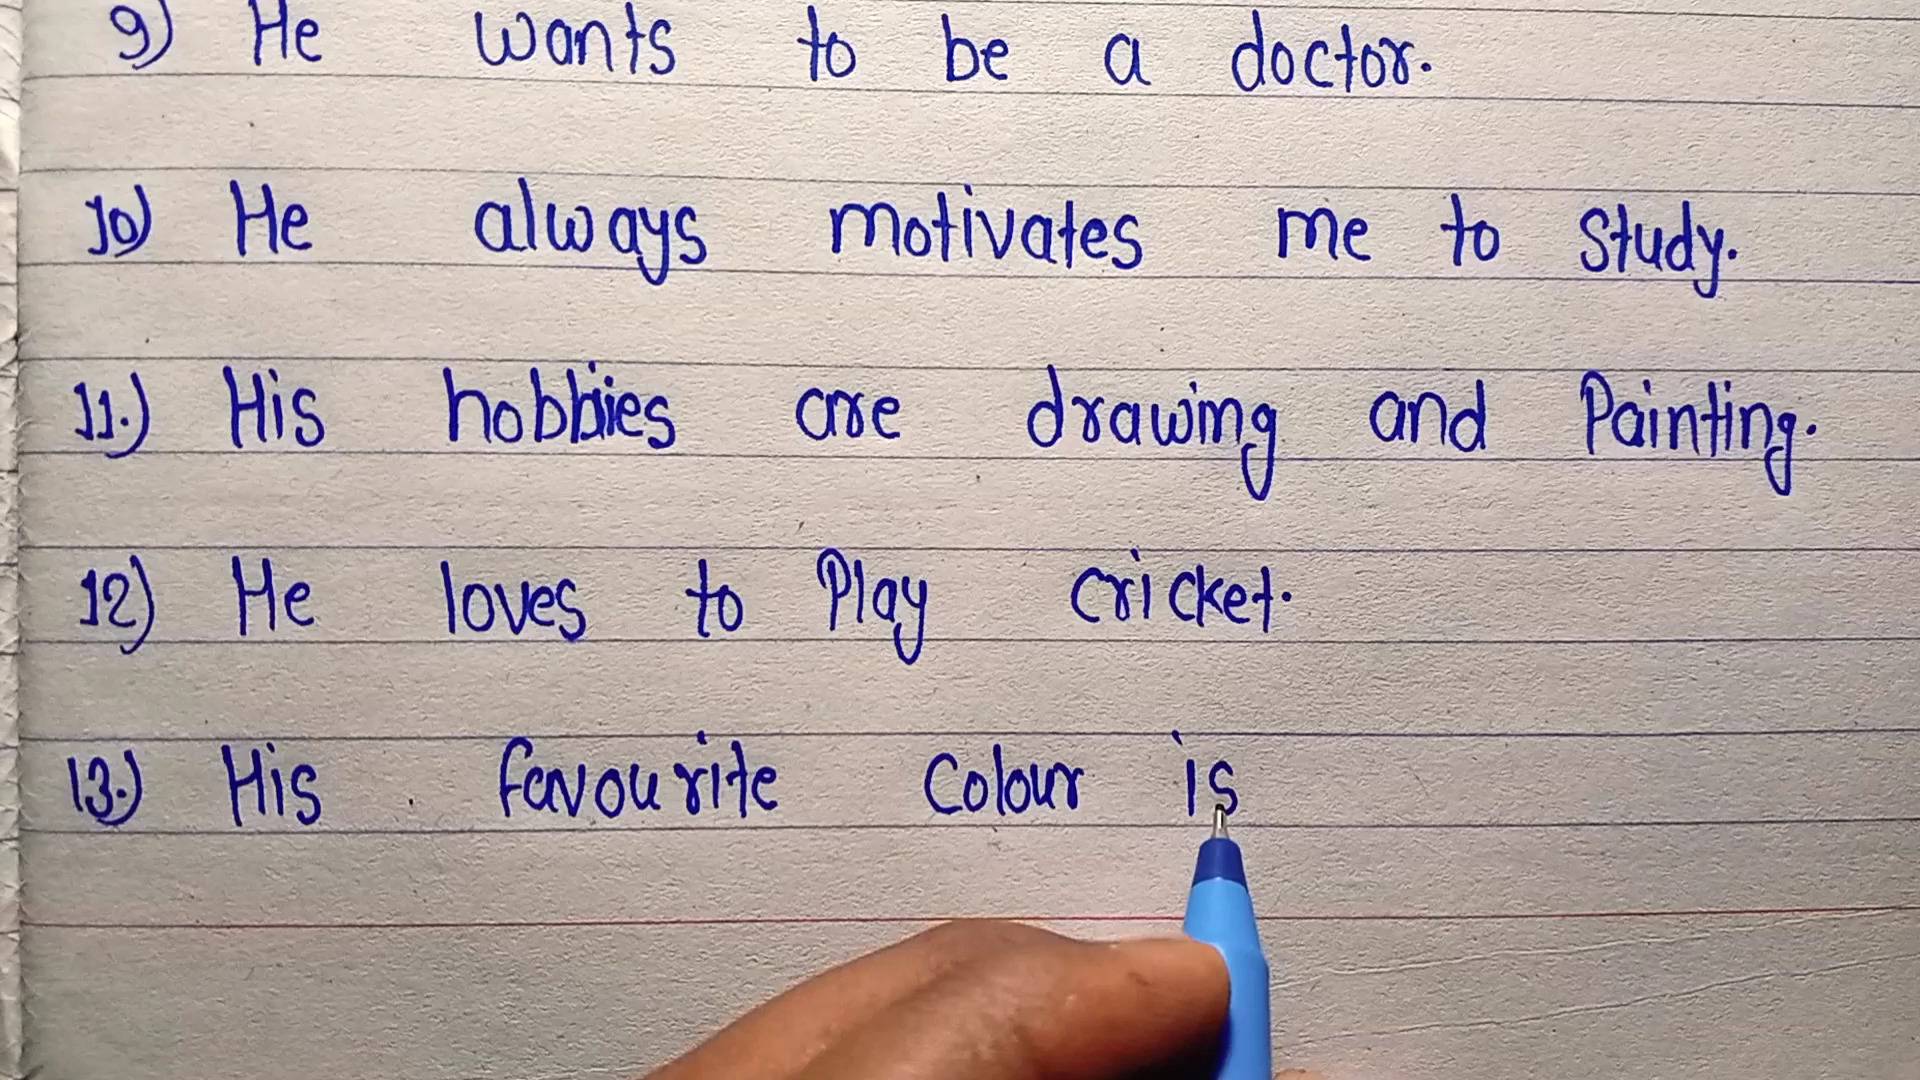 9) He wants to be a doctor.
10) He always motivates me to study.
11.) His hobbies are drawing and Painting.
12) He loves to Play cricket.
13.) His favourite Colour is